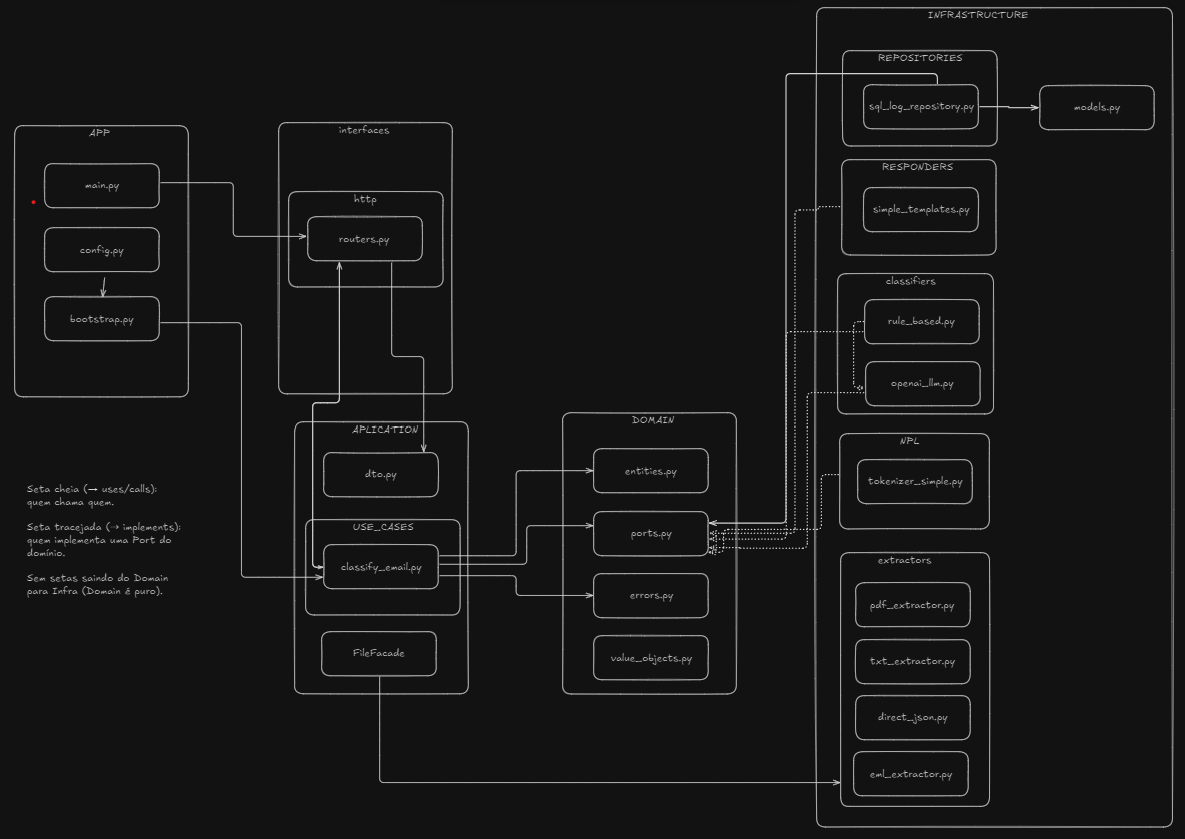 APP
main.py
config.py
bootstrap.py
Seta cheia (→ uses/calls):
quem chama quem.
Seta tracejada (⇢ implements):
quem implementa uma Port do
domínio.
Sem setas saindo do Domain
para Infra (Domain é puro).
interfaces
http
routers.py
APLICATION
dto.py
USE_CASES
classify_email.py
FileFacade
DOMAIN
entities.py
ports.py
errors.py
value_objects.py
INFRASTRUCTURE
REPOSITORIES
sql_log_repository.py
models.py
RESPONDERS
simple_templates.py
classifiers
rule_based.py
openai_llm.py
NPL
tokenizer_simple.py
extractors
pdf_extractor.py
txt_extractor.py
direct_json.py
eml_extractor.py